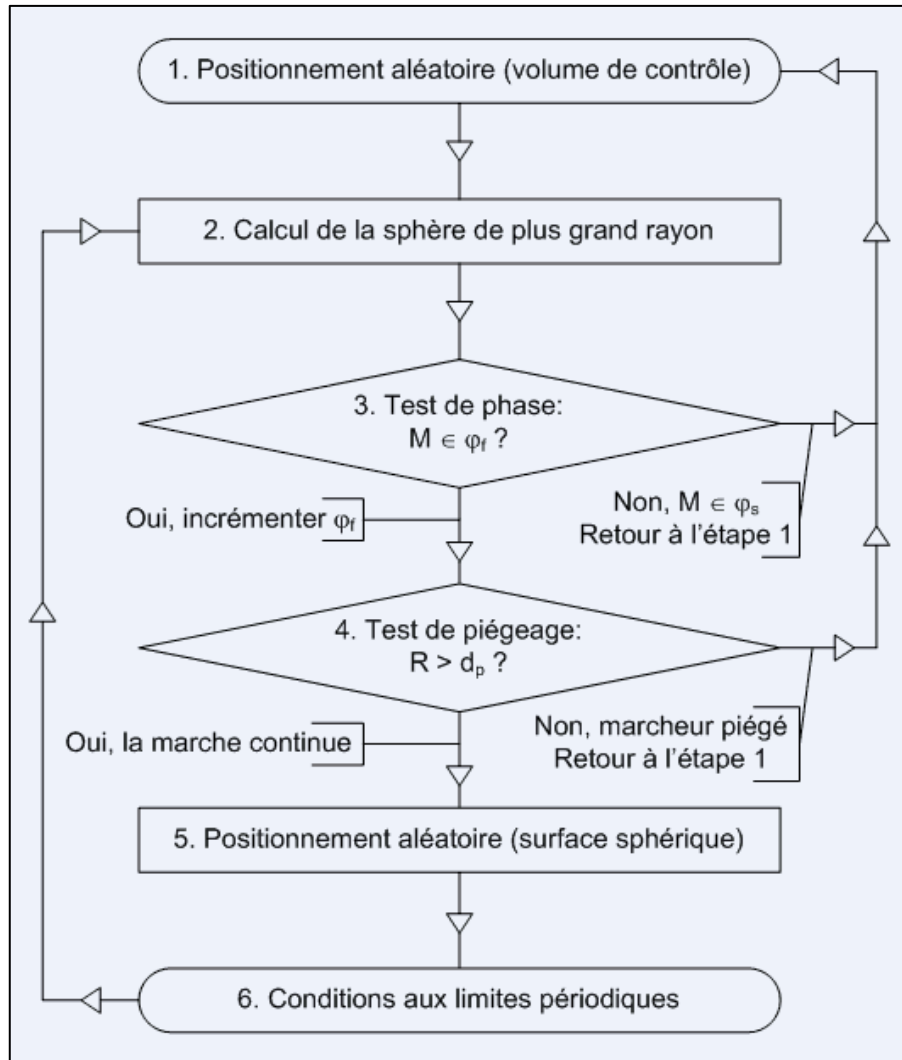 1. Positionnement aléatoire (volume de contrôle)
2. Calcul de la sphère de plus grand rayon
3. Test de phase:
M ∈ φf ?
Non, M ∈ φs
Retour à l'étape 1
Oui, incrémenter φf
4. Test de piégeage:
R > dp ?
Non, marcheur piégé
Retour à l'étape 1
Oui, la marche continue
5. Positionnement aléatoire (surface sphérique)
6. Conditions aux limites périodiques